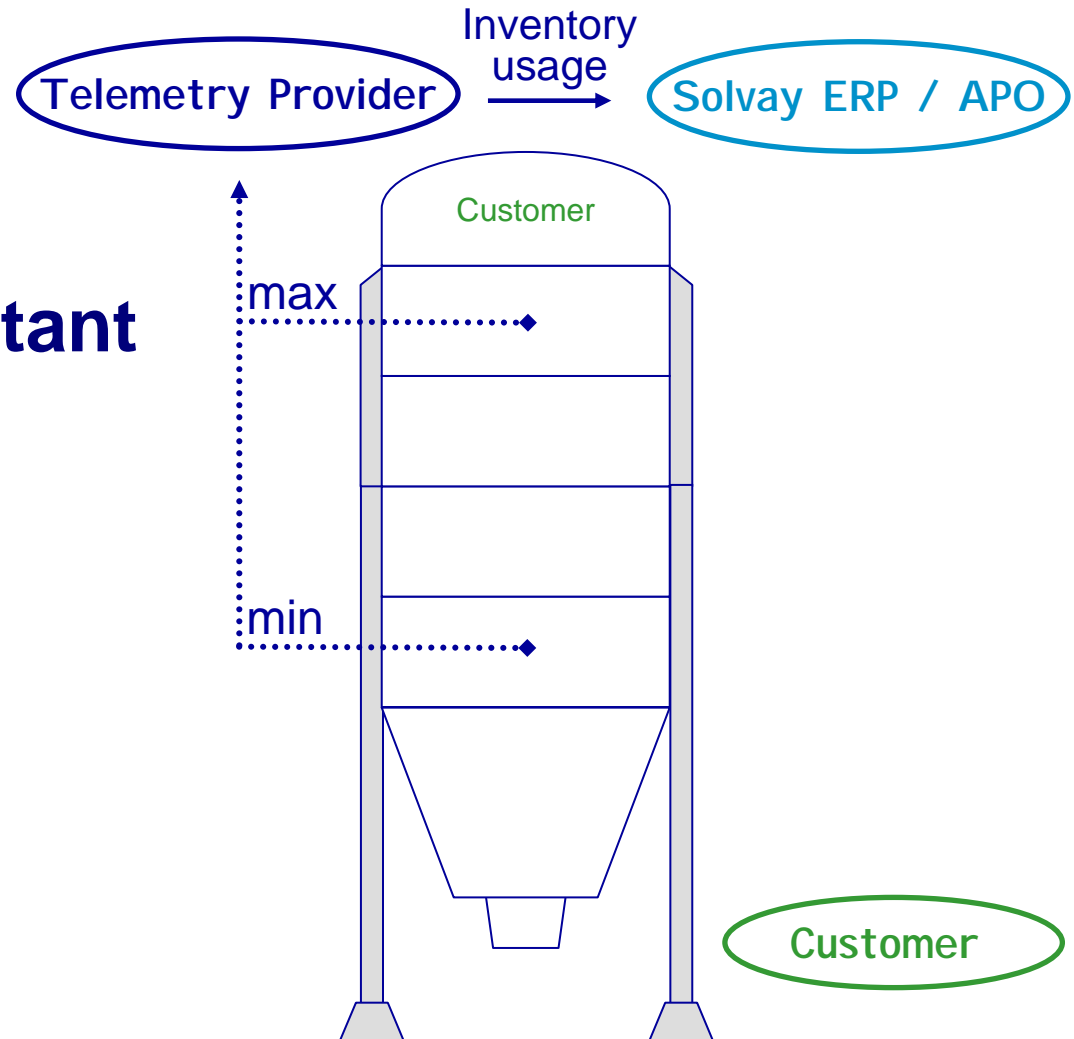 Inventory
usage
Telemetry Provider
Solvay ERP / APO
Customer
max
tant
min
Customer